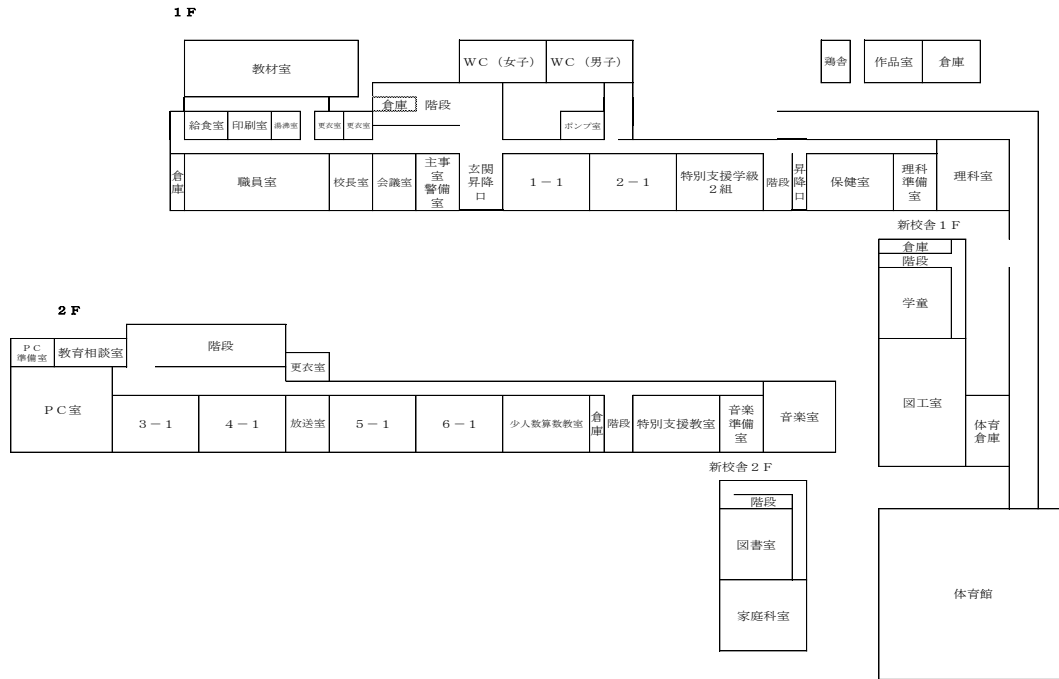 １Ｆ
教材室
ＷＣ（女子）
ＷＣ（男子）
鶏舎
作品室
倉庫
倉庫
階段
給食室
印刷室
湯沸室
更衣室
更衣室
ポンプ室
倉庫
職員室
校長室
会議室
主事室
警備室
玄関
昇降口
１－１
２－１
特別支援学級
２組
階段
昇降口
保健室
理科
準備室
理科室
新校舎１Ｆ
倉庫
階段
学童
図工室
体育
倉庫
２Ｆ
ＰＣ
準備室
教育相談室
階段
更衣室
ＰＣ室
３－１
４－１
放送室
５－１
６－１
少人数算数教室
倉庫
階段
特別支援教室
音楽
準備室
音楽室
新校舎２Ｆ
階段
図書室
家庭科室
体育館